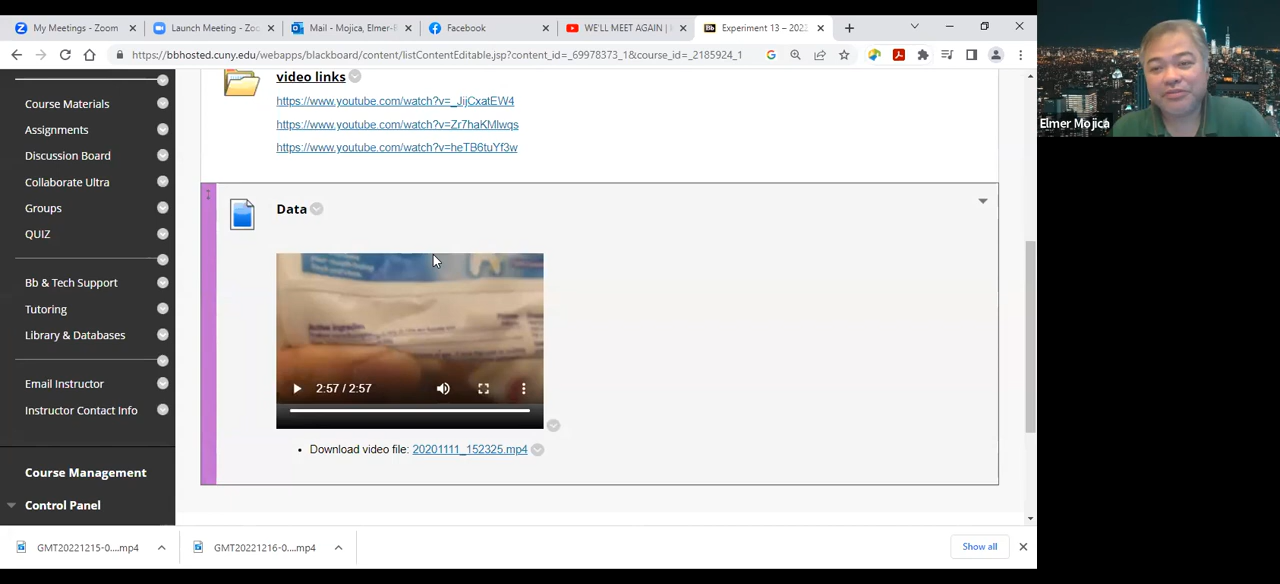 My Meetings - Zoom
Launch Meeting - Zo
Mail - Mojica, Elmer-R
Facebook
WE'LL MEET AGAIN
Experiment 13 – 202
https://bbhosted.cuny.edu/webapps/blackboard/content/listContentEditable.jsp?content_id=_69978373_1&course_id=_2185924_1
Elmer Mojica
Course Materials
Assignments
Discussion Board
Collaborate Ultra
Groups
QUIZ
Bb & Tech Support
Tutoring
Library & Databases
Email Instructor
Instructor Contact Info
Course Management
Control Panel
video links
https://www.youtube.com/watch?v=_JijCxatEW4
https://www.youtube.com/watch?v=Zr7haKMlwqs
https://www.youtube.com/watch?v=heTB6tuYf3w
Data
Active ingredien
2:57 / 2:57
• Download video file: 20201111_152325.mp4
GMT20221215-0....mp4
GMT20221216-0....mp4
Show all